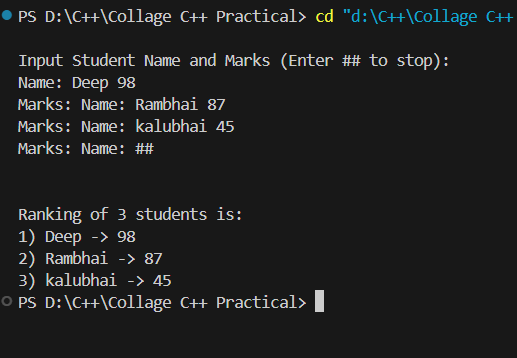 PS D:\C++\Collage C++ Practical> cd "d:\C++\Collage C++
Input Student Name and Marks (Enter ## to stop):
Name: Deep 98
Marks: Name: Rambhai 87
Marks: Name: kalubhai 45
Marks: Name: ##
Ranking of 3 students is:
1) Deep -> 98
2) Rambhai -> 87
3) kalubhai -> 45
PS D:\C++\Collage C++ Practical>